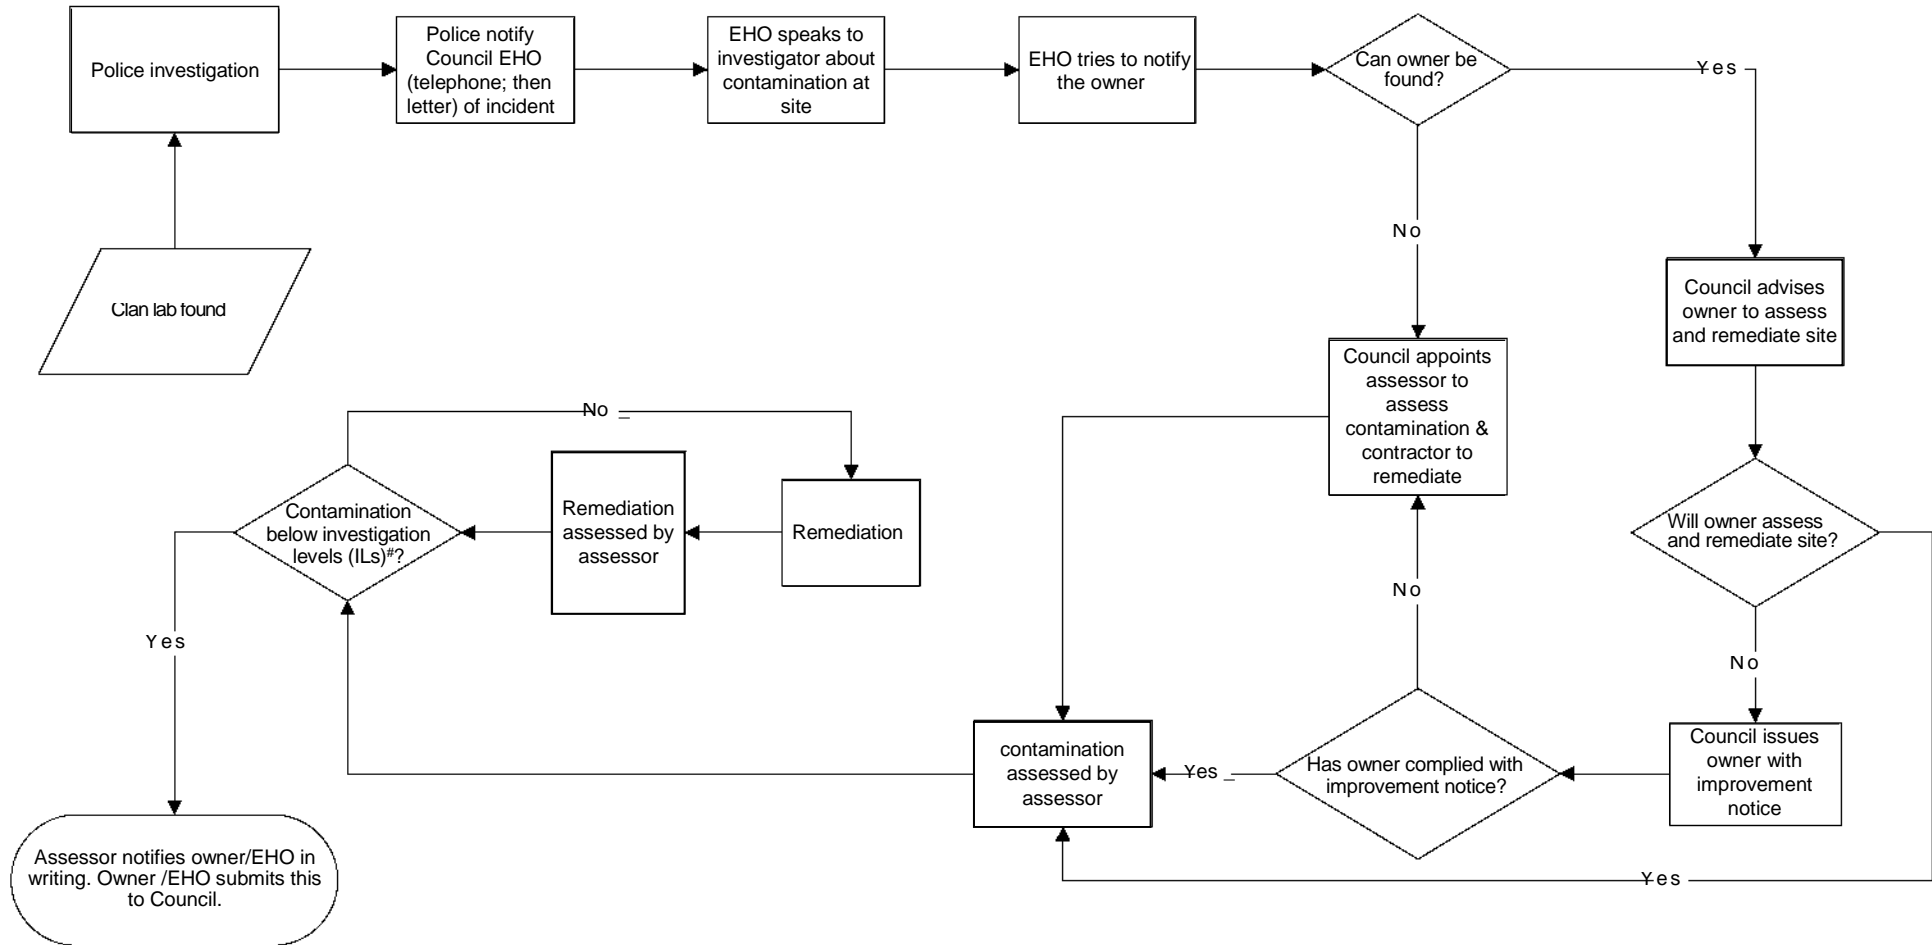 Police investigation
Police notify
Council EHO
(telephone; then
letter) of incident
EHO speaks to
investigator about
contamination at
site
EHO tries to notify
the owner
Can owner be
found?
Yes
No
Clan lab found
Council advises
owner to assess
and remediate site
Council appoints
assessor to
assess
contamination &
contractor to
remediate
No
Contamination
below investigation
levels (ILs)#?
Remediation
assessed by
assessor
Remediation
Will owner assess
and remediate site?
No
Yes
No
contamination
assessed by
assessor
Yes
Has owner complied with
improvement notice?
Council issues
owner with
improvement
notice
Assessor notifies owner/EHO in
writing. Owner /EHO submits this
to Council.
Yes